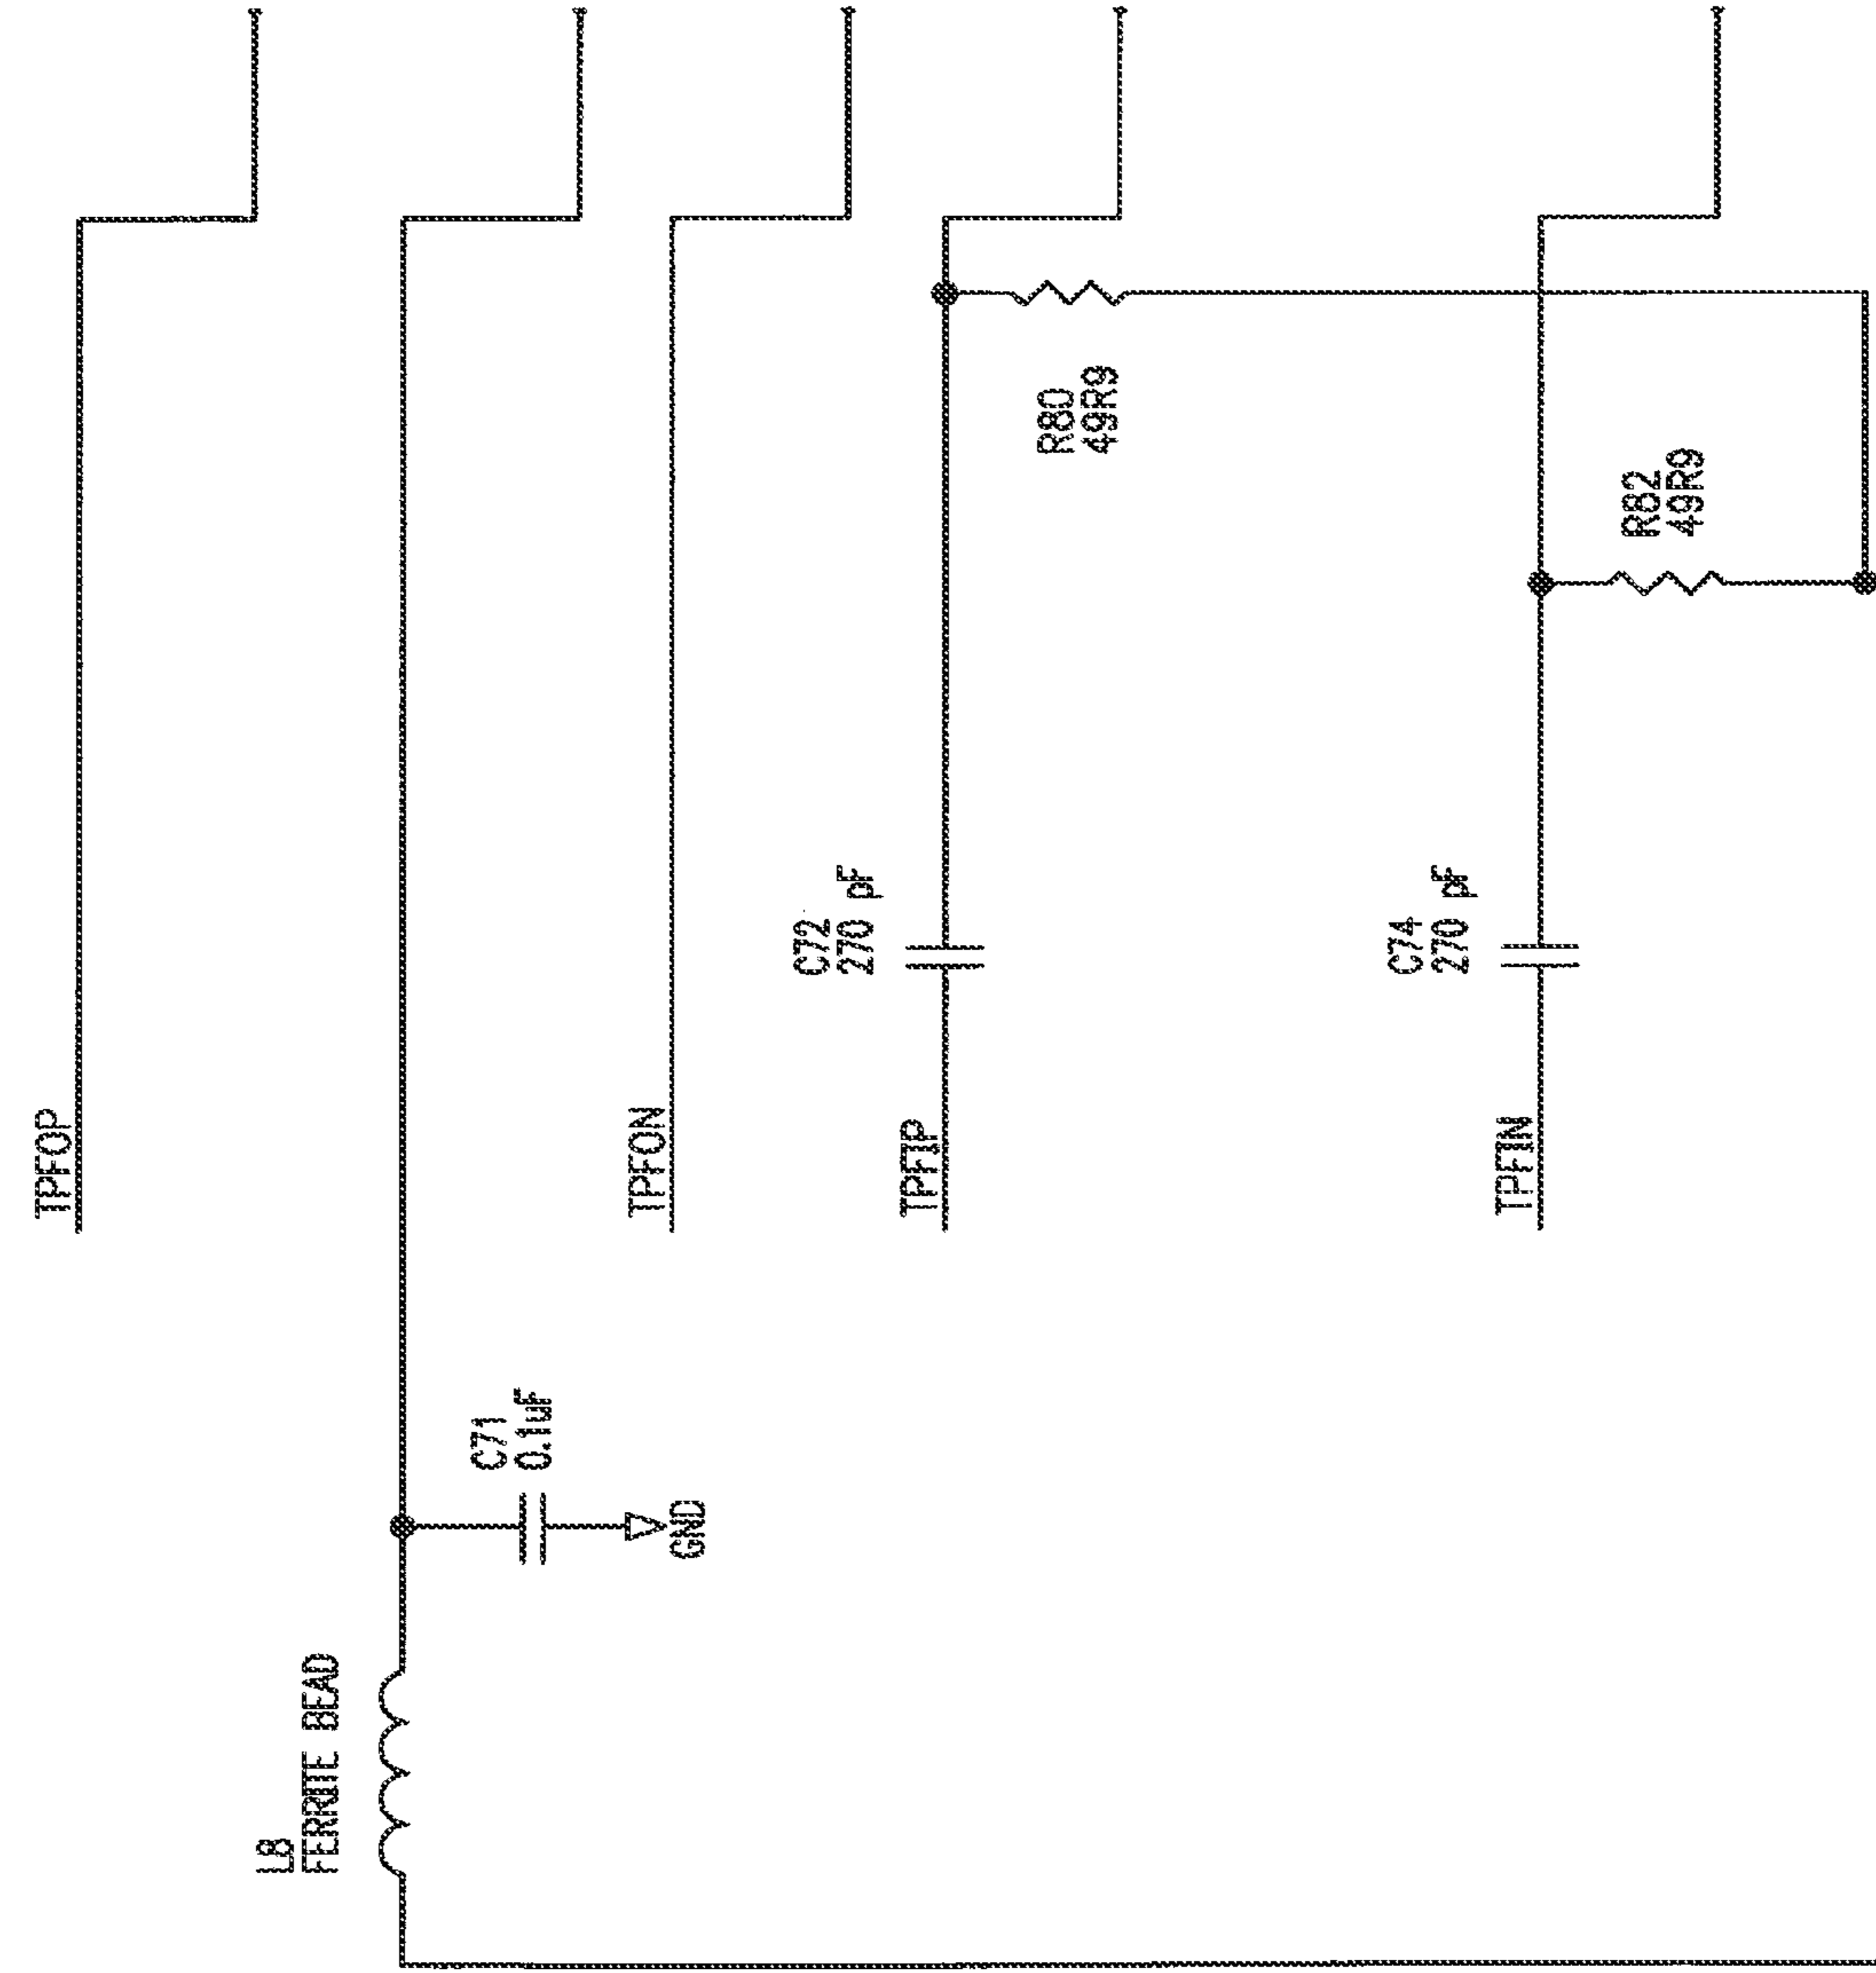 TPFOP
L8
FERRITE BEAD
C71
0.1uF
GND
TPFON
C72
270 pF
TPFIP
R80
49R9
C74
270 pF
TPFIN
R82
49R9